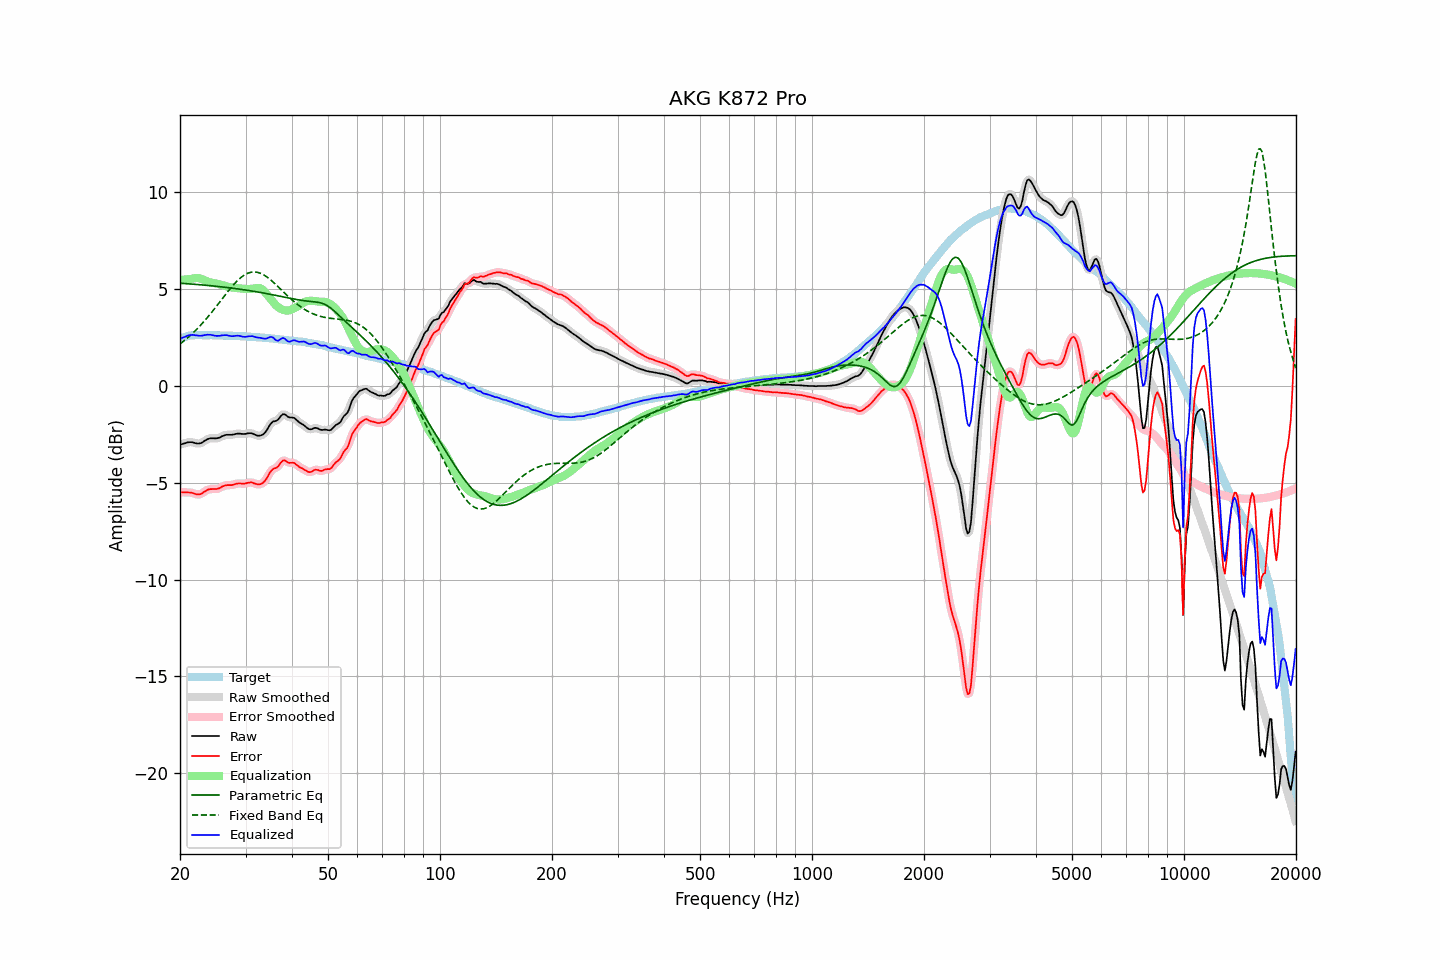 AKG K872 Pro
Amplitude (dBr)
10
5
0
−5
−10
−15
−20
Target
Raw Smoothed
Error Smoothed
Raw
Error
Equalization
Parametric Eq
Fixed Band Eq
Equalized
20 50 100 200 500 1000 2000 5000 10000 20000
Frequency (Hz)